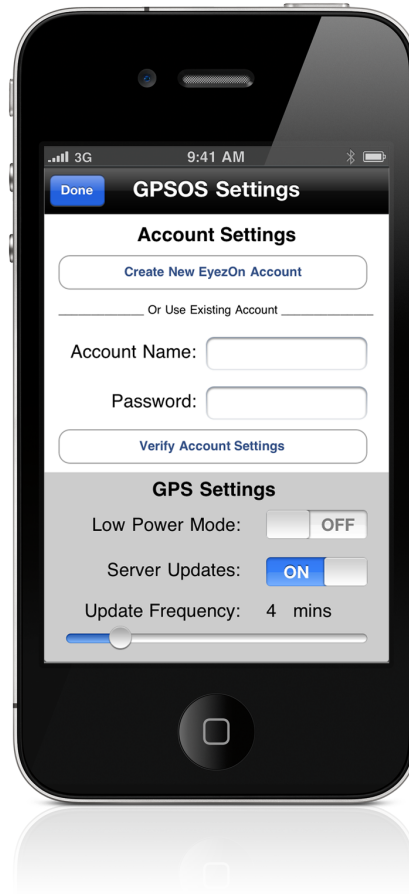 3G 9:41 AM
Done GPSOS Settings
Account Settings
Create New EyezOn Account
Or Use Existing Account
Account Name:
Password:
Verify Account Settings
GPS Settings
Low Power Mode: OFF
Server Updates: ON
Update Frequency: 4 mins